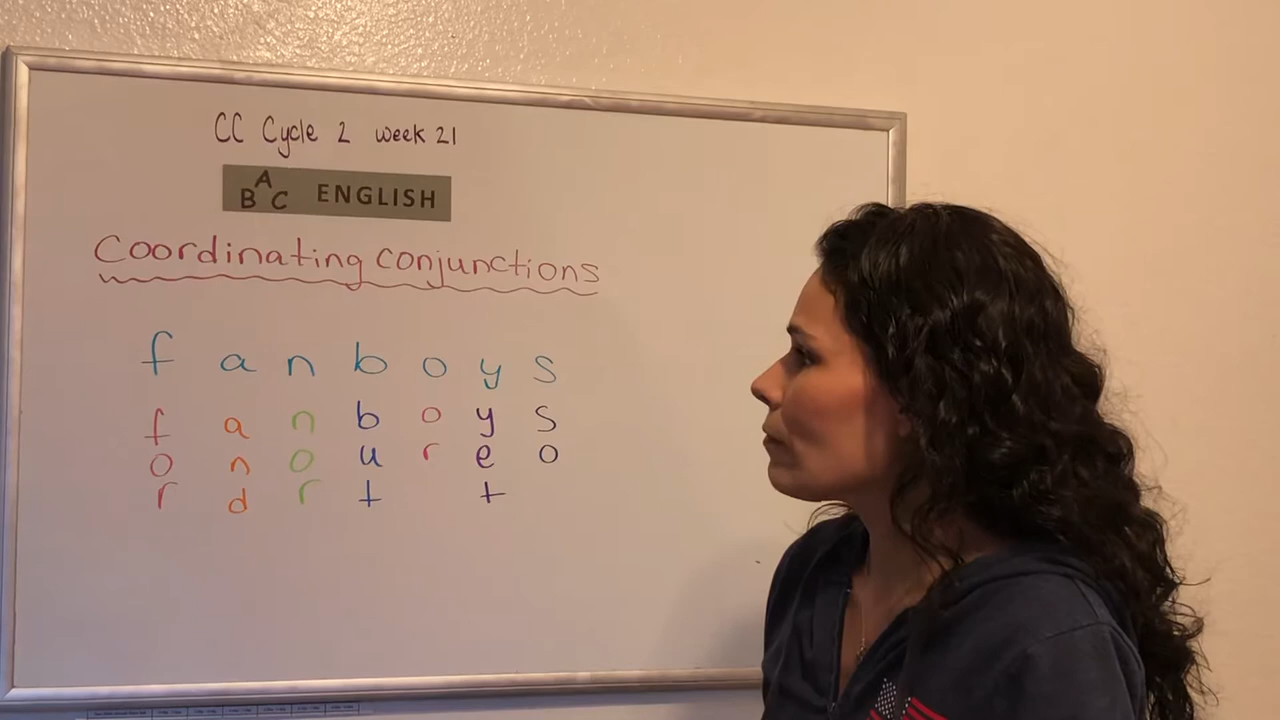 CC Cycle 2 week 21
A
B C ENGLISH
Coordinating conjunctions
f a n b o y s
f a n b o y s
o n o u r e o
r d r t t